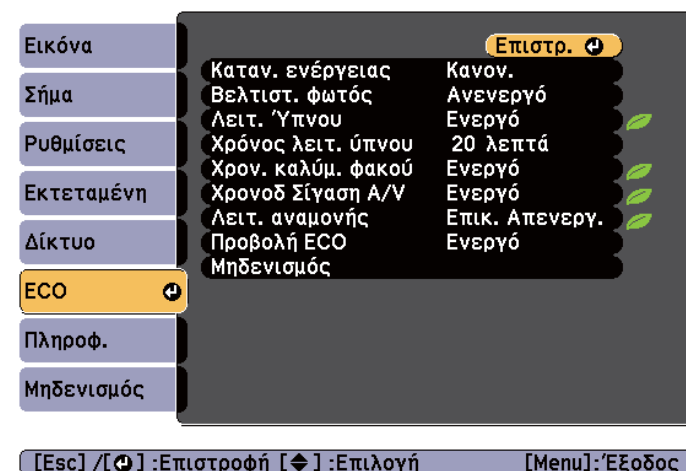 Εικόνα
Σήμα
Ρυθμίσεις
Εκτεταμένη
Δίκτυο
ECO
Πληροφ.
Μηδενισμός
Επιστρ.
Καταν. ενέργειας Κανον.
Βελτιστ. φωτός Ανενεργό
Λειτ. Ύπνου Ενεργό
Χρόνος λειτ. ύπνου 20 λεπτά
Χρον. καλύμ. φακού Ενεργό
Χρονοδ Σίγαση A/V Ενεργό
Λειτ. αναμονής Επικ. Απενεργ.
Προβολή ECO Ενεργό
Μηδενισμός
[Esc] /[⏎] :Επιστροφή [◆] :Επιλογή [Menu]:Έξοδος